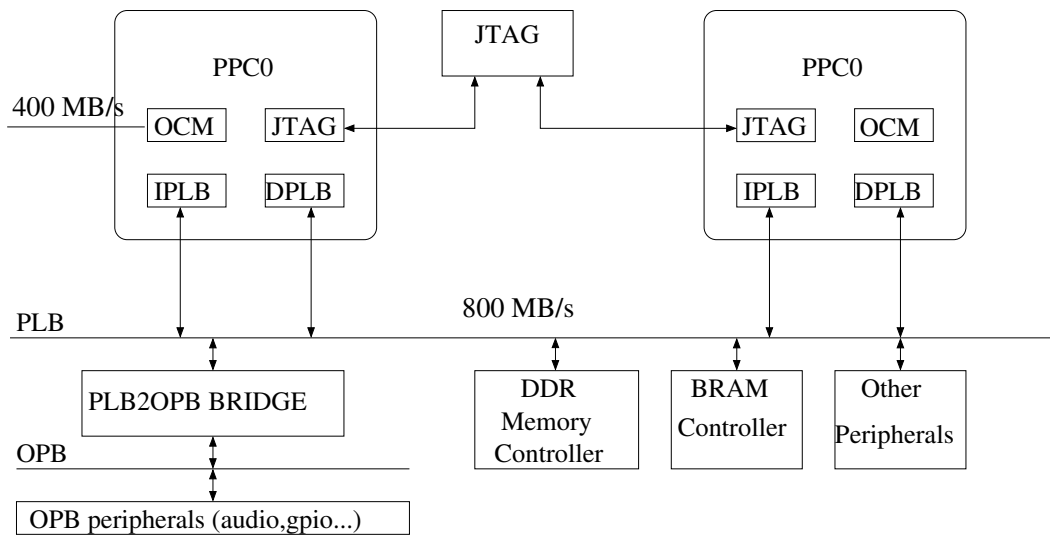 JTAG
PPC0
400 MB/s
OCM
JTAG
IPLB
DPLB
PPC0
JTAG
OCM
IPLB
DPLB
800 MB/s
PLB
PLB2OPB BRIDGE
DDR
Memory
Controller
BRAM
Controller
Other
Peripherals
OPB
OPB peripherals (audio,gpio...)